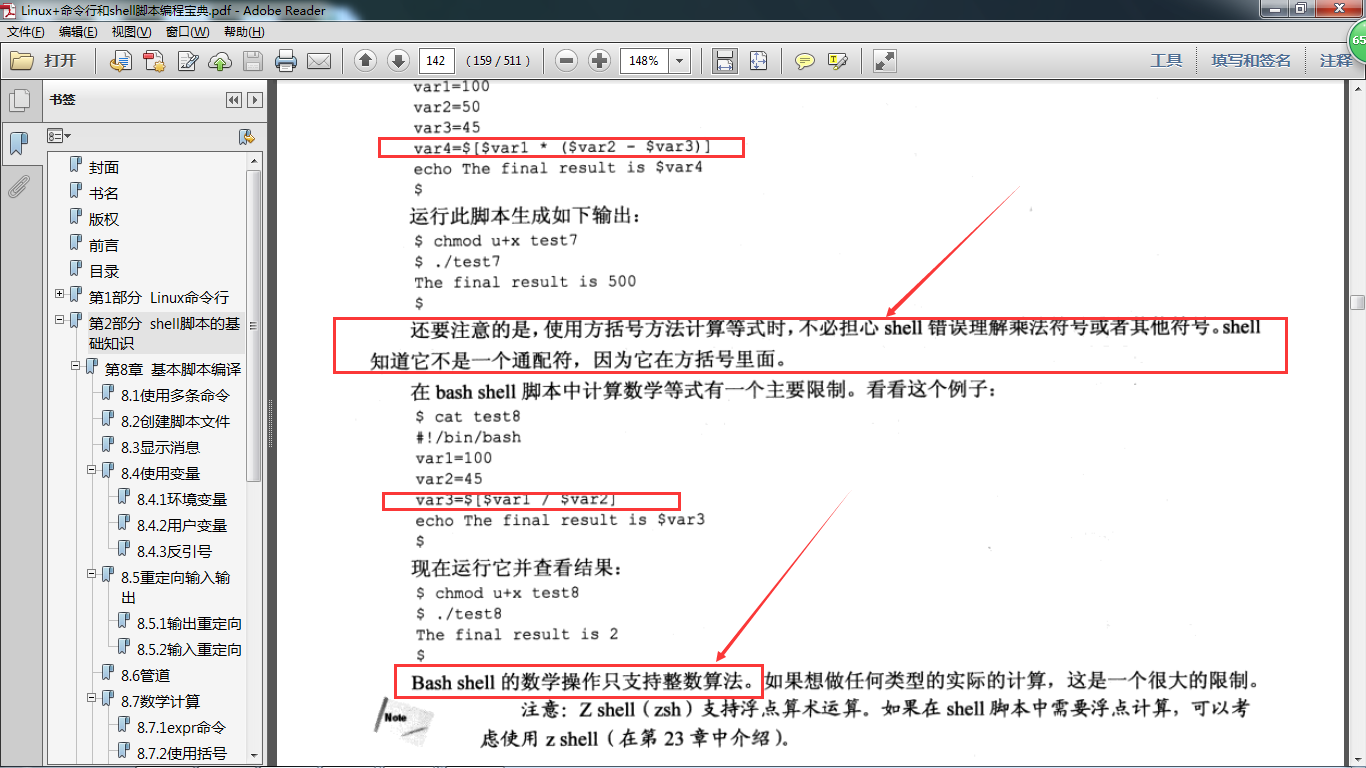 Linux+命令行和shell脚本编程宝典.pdf - Adobe Reader
文件(F) 编辑(E) 视图(V) 窗口(W) 帮助(H)
65
打开 142 (159 / 511) 148% 工具 填写和签名 注释
书签
封面
书名
版权
前言
目录
第1部分 Linux命令行
第2部分 shell脚本的基
础知识
第8章 基本脚本编译
8.1使用多条命令
8.2创建脚本文件
8.3显示消息
8.4使用变量
8.4.1环境变量
8.4.2用户变量
8.4.3反引号
8.5重定向输入输
出
8.5.1输出重定向
8.5.2输入重定向
8.6管道
8.7数学计算
8.7.1expr命令
8.7.2使用括号
var1=100
var2=50
var3=45
var4=$[$var1 * ($var2 - $var3)]
echo The final result is $var4
$
运行此脚本生成如下输出：
$ chmod u+x test7
$ ./test7
The final result is 500
$
还要注意的是，使用方括号方法计算等式时，不必担心 shell 错误理解乘法符号或者其他符号。shell
知道它不是一个通配符，因为它在方括号里面。
在 bash shell 脚本中计算数学等式有一个主要限制。看看这个例子：
$ cat test8
#!/bin/bash
var1=100
var2=45
var3=$[$var1 / $var2]
echo The final result is $var3
$
现在运行它并查看结果：
$ chmod u+x test8
$ ./test8
The final result is 2
$
Bash shell 的数学操作只支持整数算法。如果想做任何类型的实际的计算，这是一个很大的限制。
Note
注意：Z shell（zsh）支持浮点算术运算。如果在 shell 脚本中需要浮点计算，可以考
虑使用 z shell（在第 23 章中介绍）。